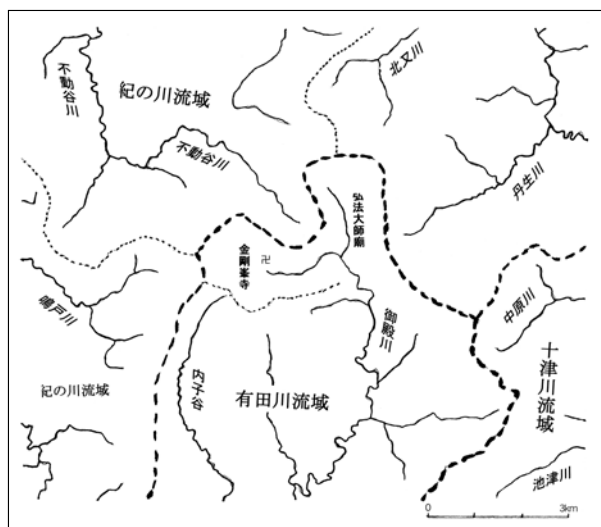 不動谷川
紀の川流域
不動谷川
北又川
丹生川
弘法大師廟
金剛峯寺
卍
鳴戸川
御殿川
中原川
十津川流域
紀の川流域
有田川流域
池津川
0
3km